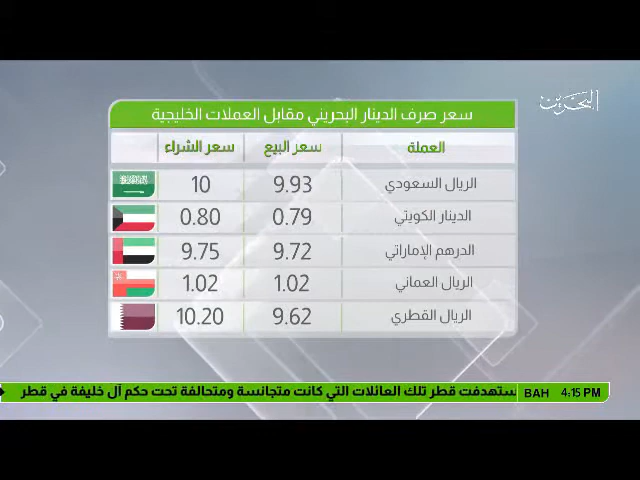 البحرين
سعر صرف الدينار البحريني مقابل العملات الخليجية
العملة سعر البيع سعر الشراء
الريال السعودي 9.93 10
الدينار الكويتي 0.79 0.80
الدرهم الإماراتي 9.72 9.75
الريال العماني 1.02 1.02
الريال القطري 9.62 10.20
ستهدفت قطر تلك العائلات التي كانت متجانسة ومتحالفة تحت حكم آل خليفة في قطر
BAH 4:15 PM